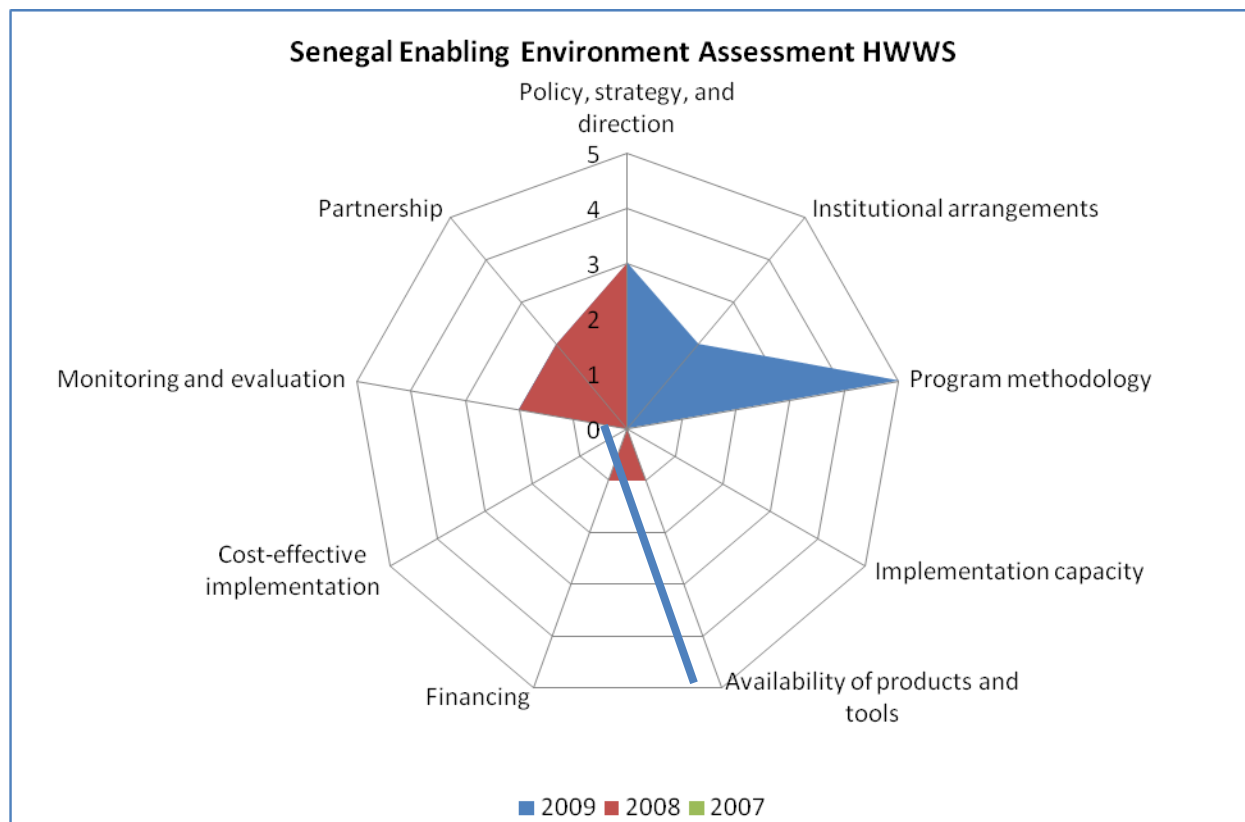 Senegal Enabling Environment Assessment HWWS
Policy, strategy, and
direction
5
4
3
2
1
0
Institutional arrangements
Program methodology
Implementation capacity
Availability of products and
tools
Financing
Cost-effective
implementation
Monitoring and evaluation
Partnership
2009 2008 2007